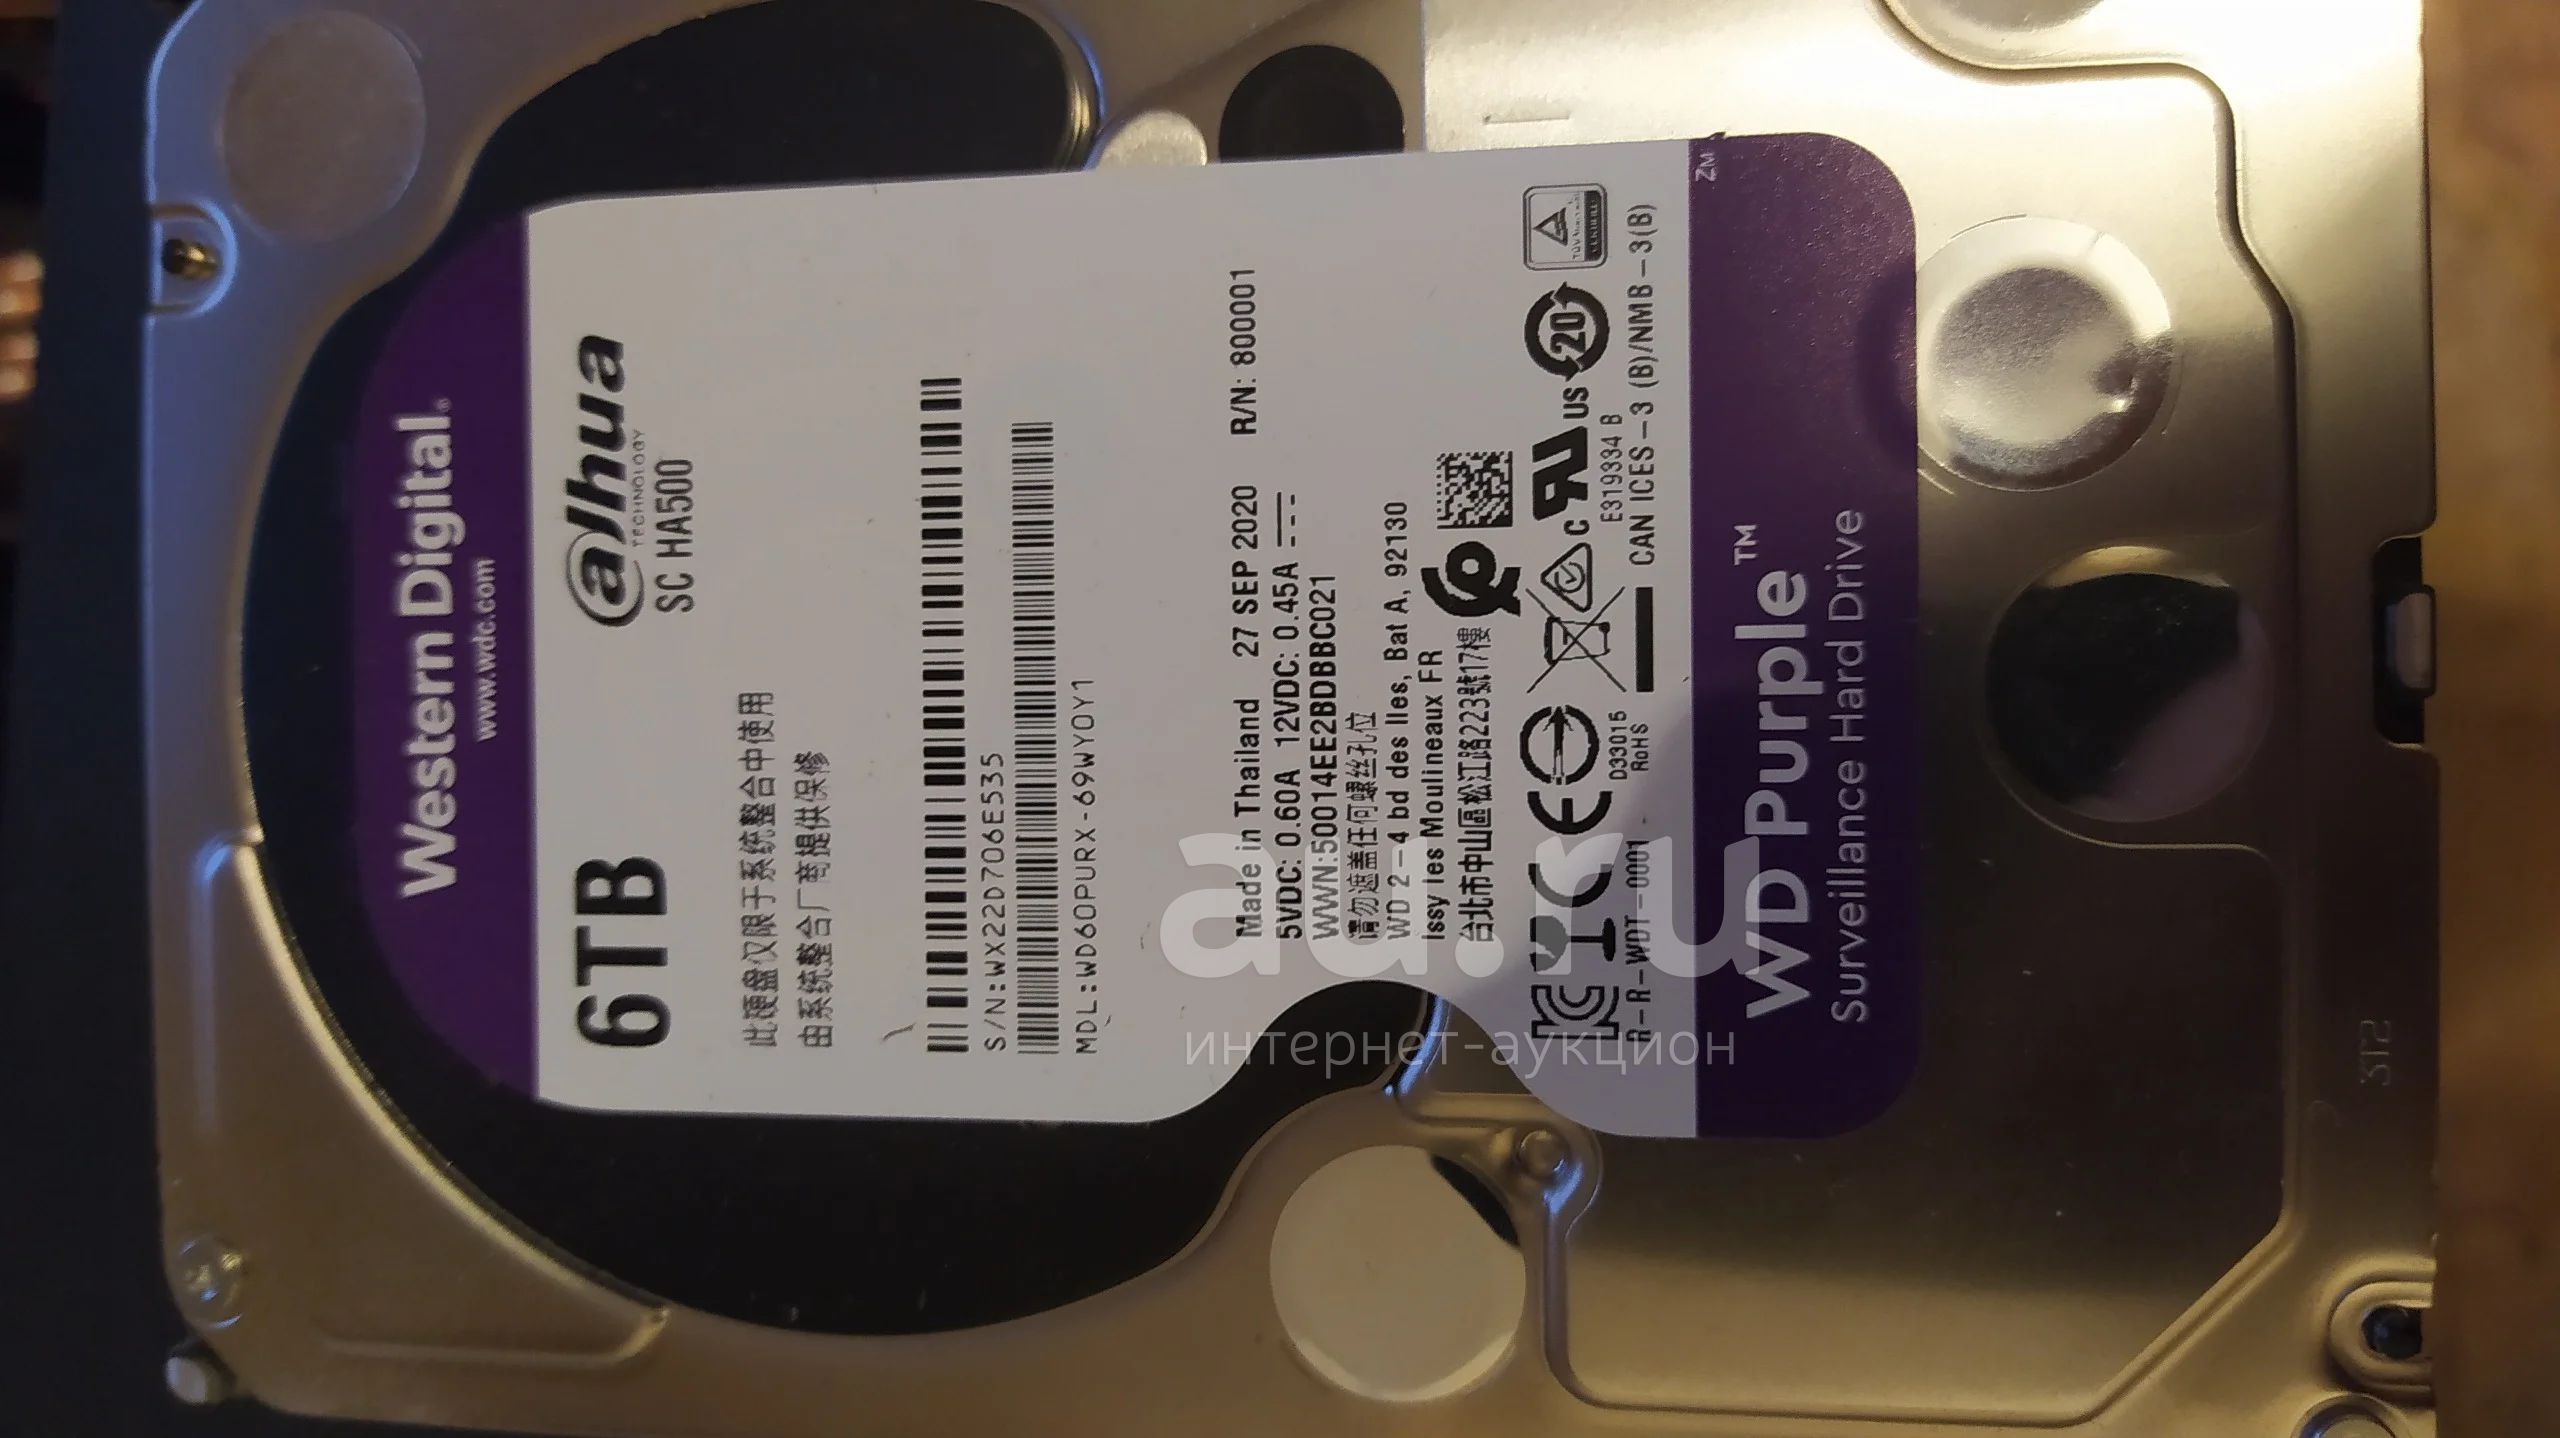 Western Digital®
www.wdc.com
6TB
alhua
TECHNOLOGY
SC HA500
此硬盘仅限于系统整合中使用
由系统整合厂商提供保修
S/N:WX22D706E535
MDL:WD60PURX-69WY0Y1
Made in Thailand 27 SEP 2020 R/N: 800001
5VDC: 0.60A 12VDC: 0.45A
WWN:50014EE2BDBBC021
请勿遮盖任何螺丝孔位
WD 2-4 bd des Iles, Bat A, 92130
Issy les Moulineaux FR
台北市中山區松江路223號17樓
D33015
RoHS
c US
20
E319334 B
R-R-WDT-0001
CAN ICES-3 (B)/NMB-3(B)
WD Purple™
Surveillance Hard Drive
ZM
3T2
au.ru
интернет-аукцион